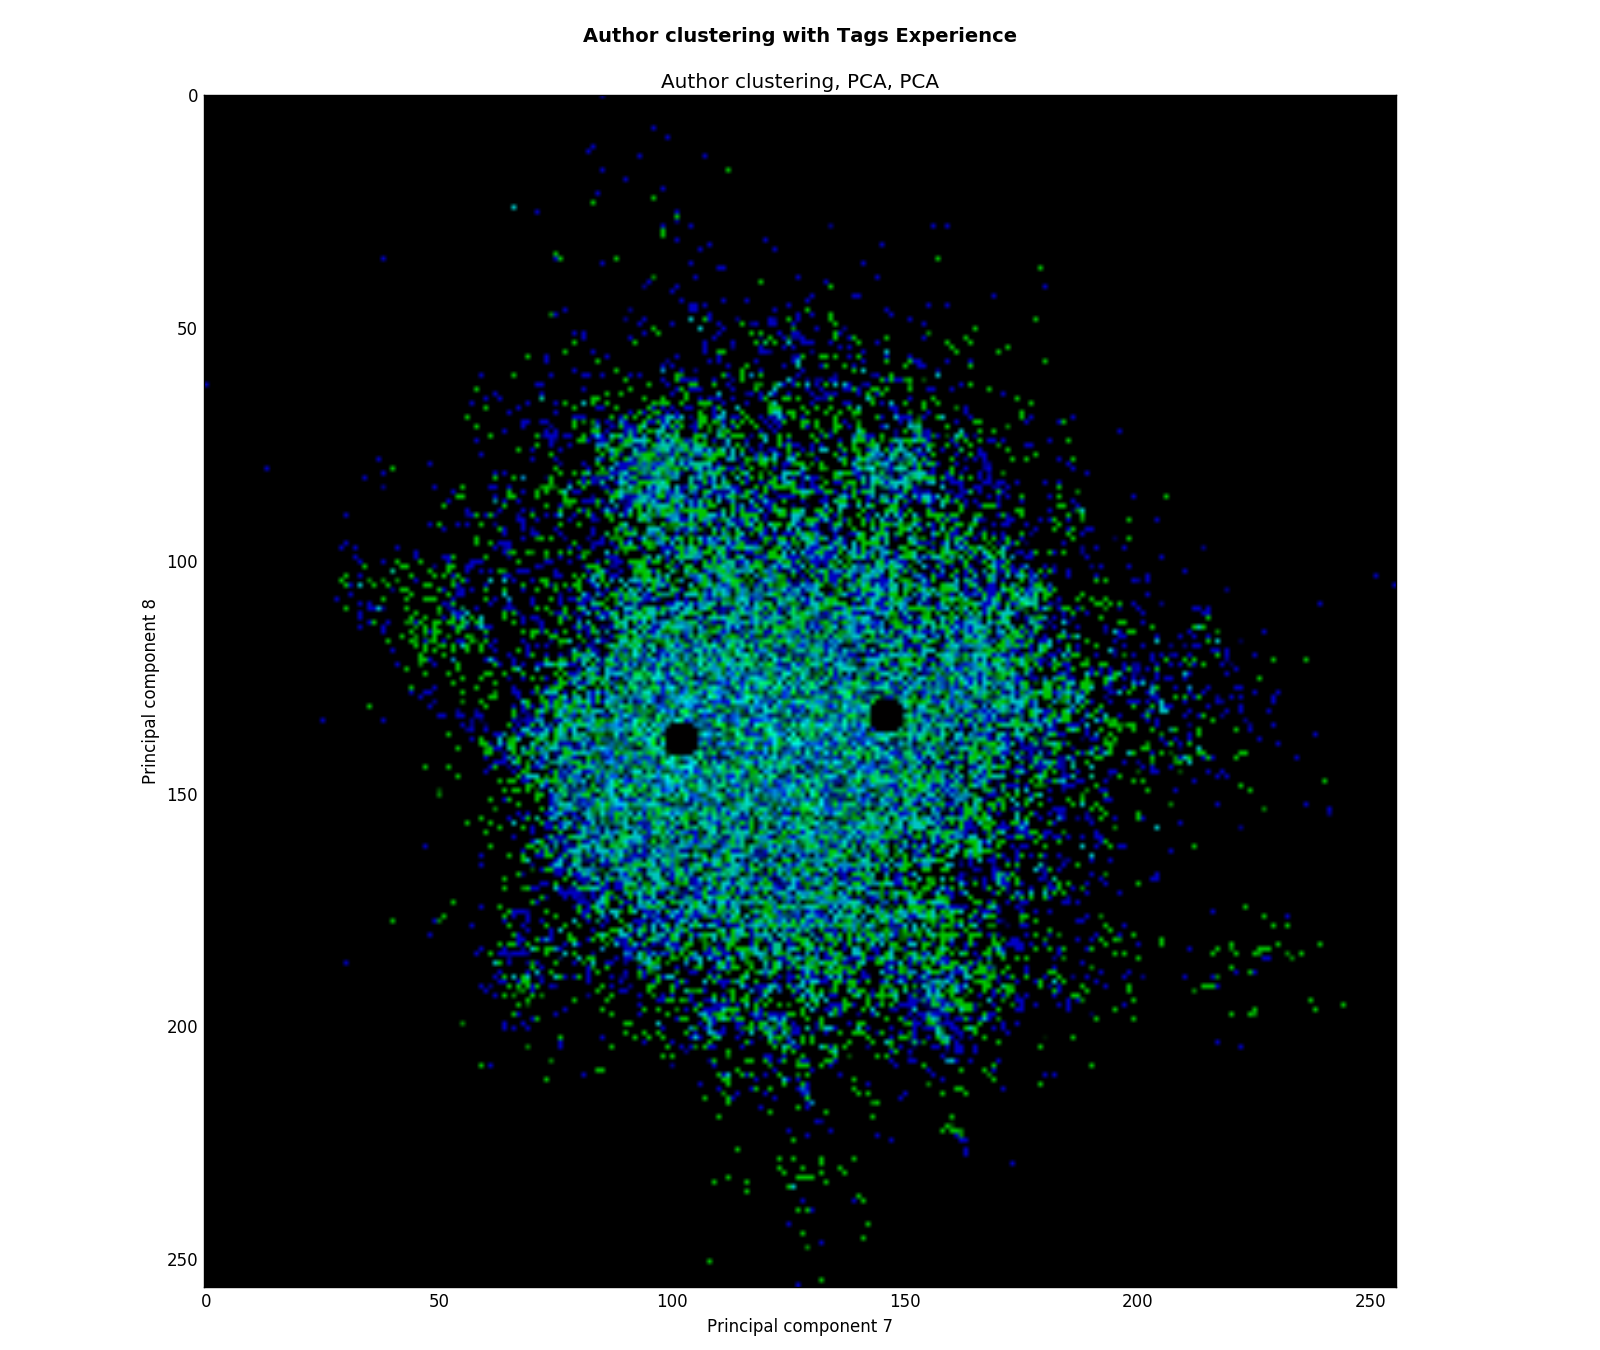 Author clustering with Tags Experience
Author clustering, PCA, PCA
0
50
100
150
200
250
Principal component 8
0 50 100 150 200 250
Principal component 7